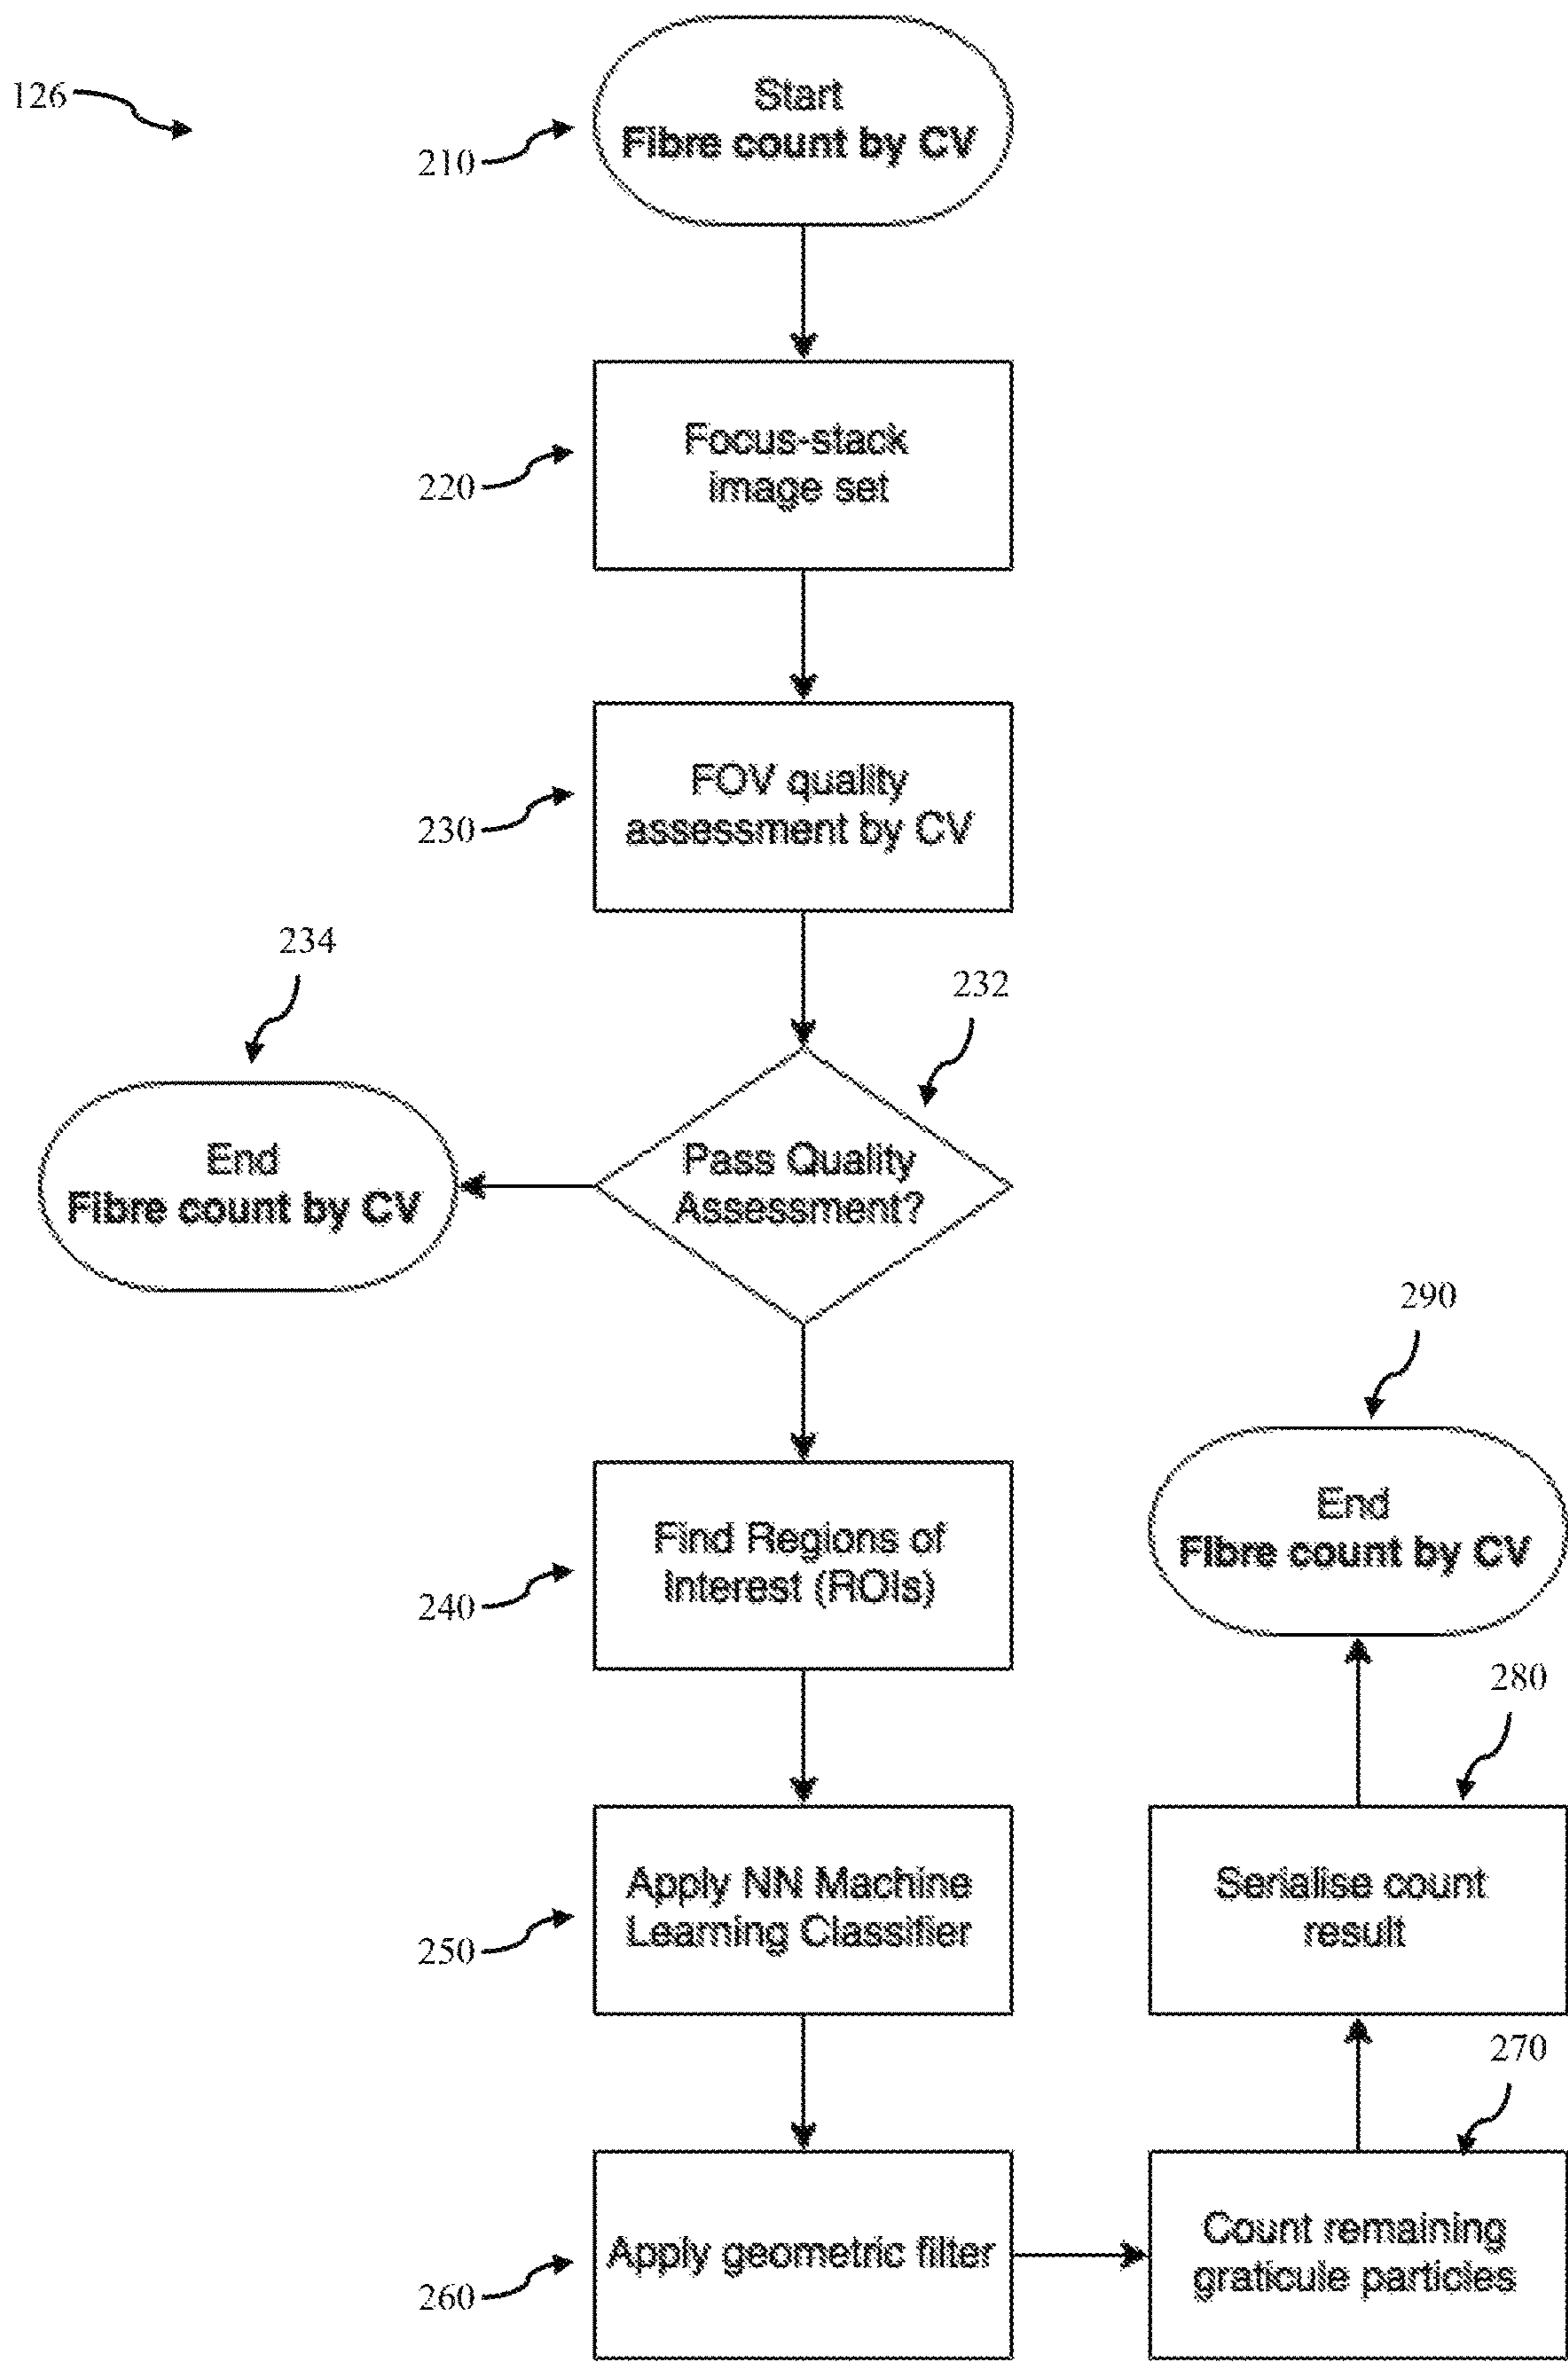 126
210
Start
Fibre count by CV
220
Focus-stack
image set
230
FOV quality
assessment by CV
234
232
End
Fibre count by CV
Pass Quality
Assessment?
240
Find Regions of
Interest (ROIs)
290
End
Fibre count by CV
250
Apply NN Machine
Learning Classifier
280
Serialise count
result
260
Apply geometric filter
270
Count remaining
graticule particles